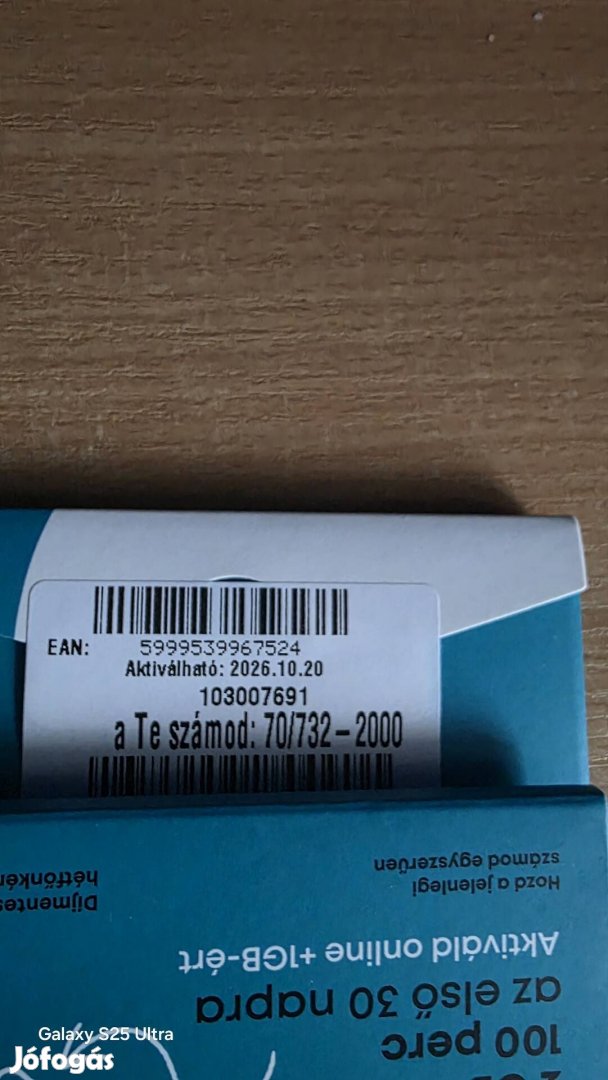 EAN: 5999539967524
Aktiválható: 2026.10.20
103007691
a Te számod: 70/732-2000
Hozd a jelenlegi
számod egyszerűen
Díjmentes
Aktiváld online +1GB-ért
az első 30 napra
100 perc
Galaxy S25 Ultra
Jófogás